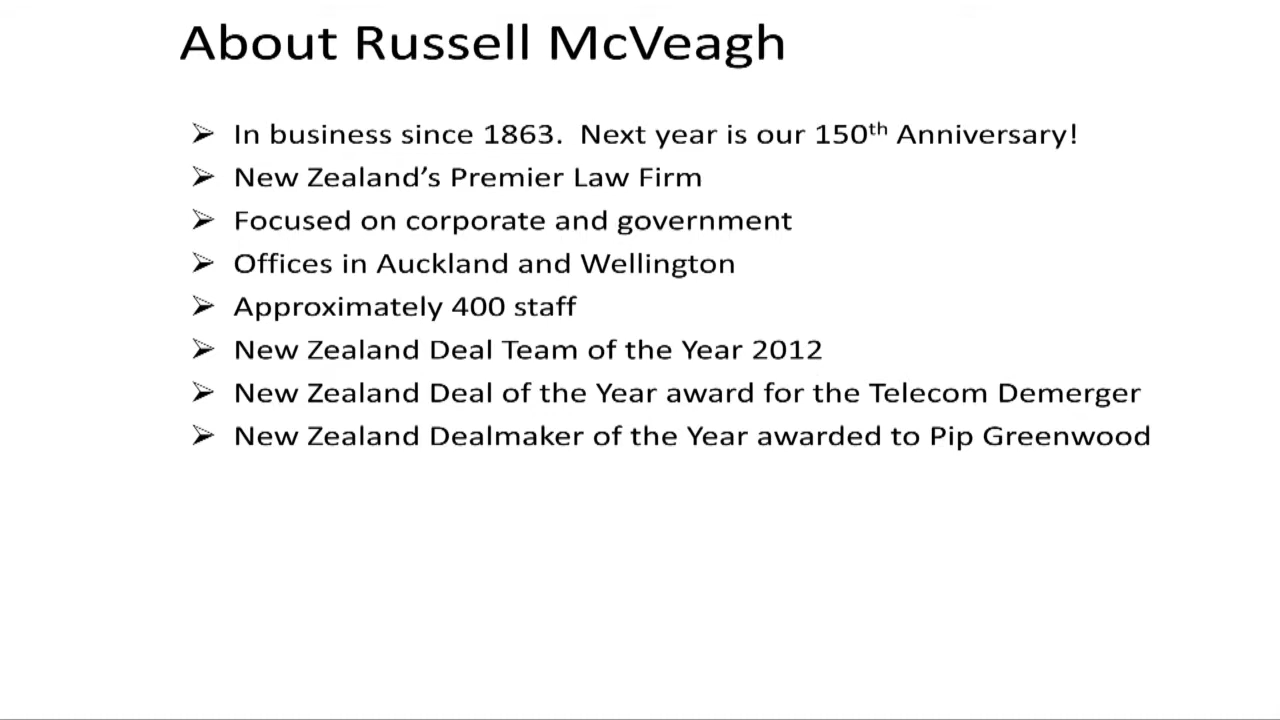 About Russell McVeagh
➢ In business since 1863. Next year is our 150th Anniversary!
➢ New Zealand’s Premier Law Firm
➢ Focused on corporate and government
➢ Offices in Auckland and Wellington
➢ Approximately 400 staff
➢ New Zealand Deal Team of the Year 2012
➢ New Zealand Deal of the Year award for the Telecom Demerger
➢ New Zealand Dealmaker of the Year awarded to Pip Greenwood